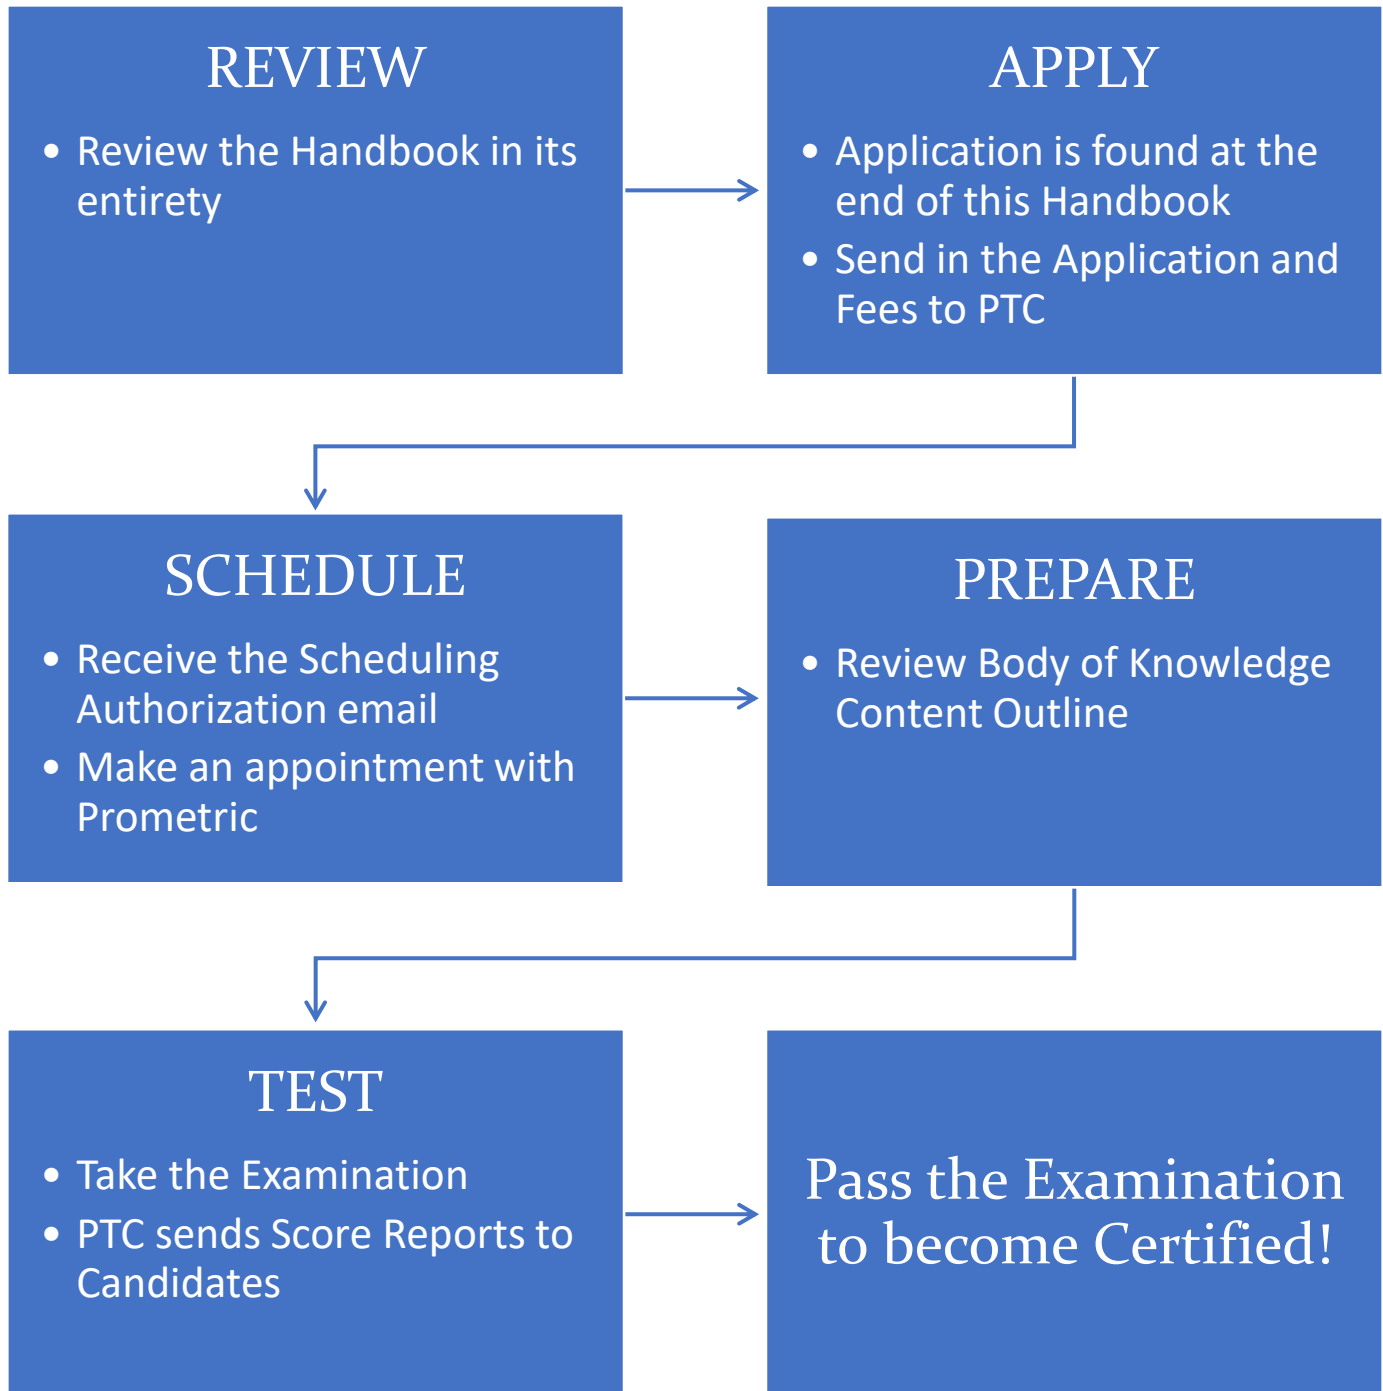 REVIEW
• Review the Handbook in its
entirety
APPLY
• Application is found at the
end of this Handbook
• Send in the Application and
Fees to PTC
SCHEDULE
• Receive the Scheduling
Authorization email
• Make an appointment with
Prometric
PREPARE
• Review Body of Knowledge
Content Outline
TEST
• Take the Examination
• PTC sends Score Reports to
Candidates
Pass the Examination
to become Certified!